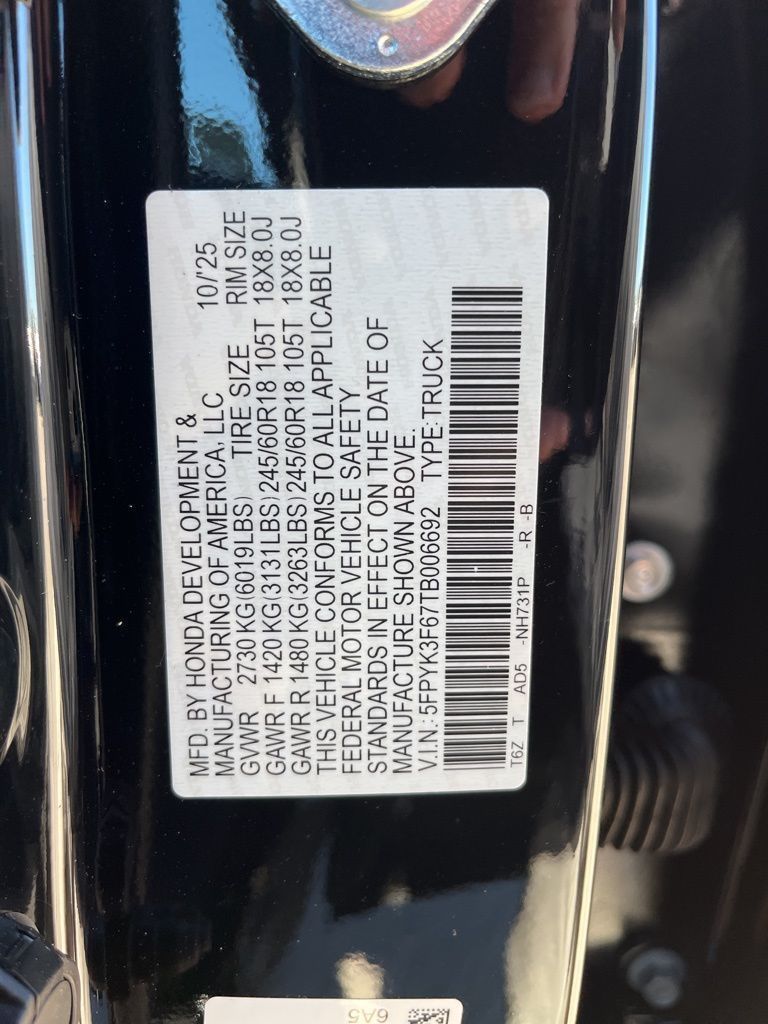 MFD. BY HONDA DEVELOPMENT &
MANUFACTURING OF AMERICA, LLC 10/'25
GVWR 2730 KG(6019LBS) TIRE SIZE RIM SIZE
GAWR F 1420 KG(3131LBS) 245/60R18 105T 18X8.0J
GAWR R 1480 KG(3263LBS) 245/60R18 105T 18X8.0J
THIS VEHICLE CONFORMS TO ALL APPLICABLE
FEDERAL MOTOR VEHICLE SAFETY
STANDARDS IN EFFECT ON THE DATE OF
MANUFACTURE SHOWN ABOVE.
V.I.N.: 5FPYK3F67TB006692 TYPE:TRUCK
T6Z T AD5 -NH731P -R -B
6A5